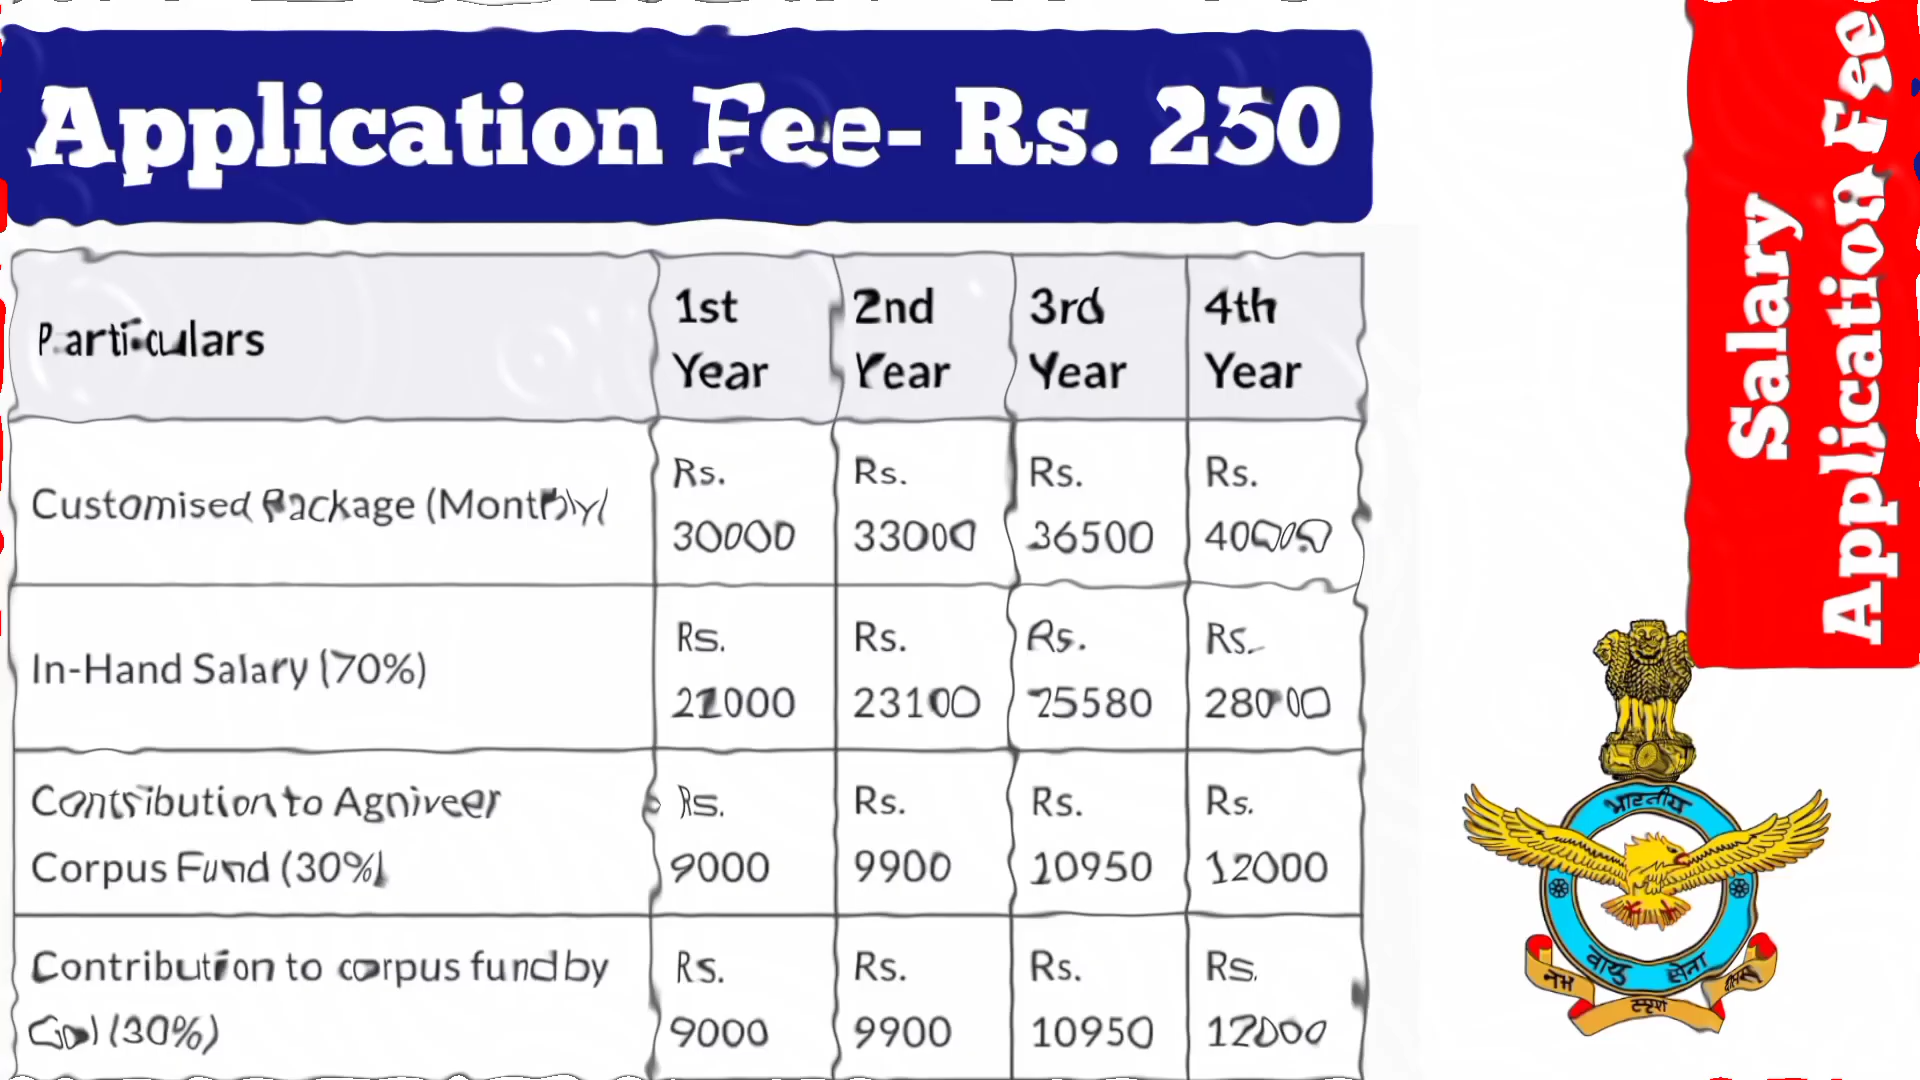 Application Fee- Rs. 250
Particulars
1st Year
2nd Year
3rd Year
4th Year
Customised Package (Monthly)
Rs. 30000
Rs. 33000
Rs. 36500
Rs. 40000
In-Hand Salary (70%)
Rs. 21000
Rs. 23100
Rs. 25580
Rs. 28000
Contribution to Agniveer Corpus Fund (30%)
Rs. 9000
Rs. 9900
Rs. 10950
Rs. 12000
Contribution to corpus fund by GoI (30%)
Rs. 9000
Rs. 9900
Rs. 10950
Rs. 12000
Salary
Application Fee
भारतीय
वायु सेना
नभ स्पृशं